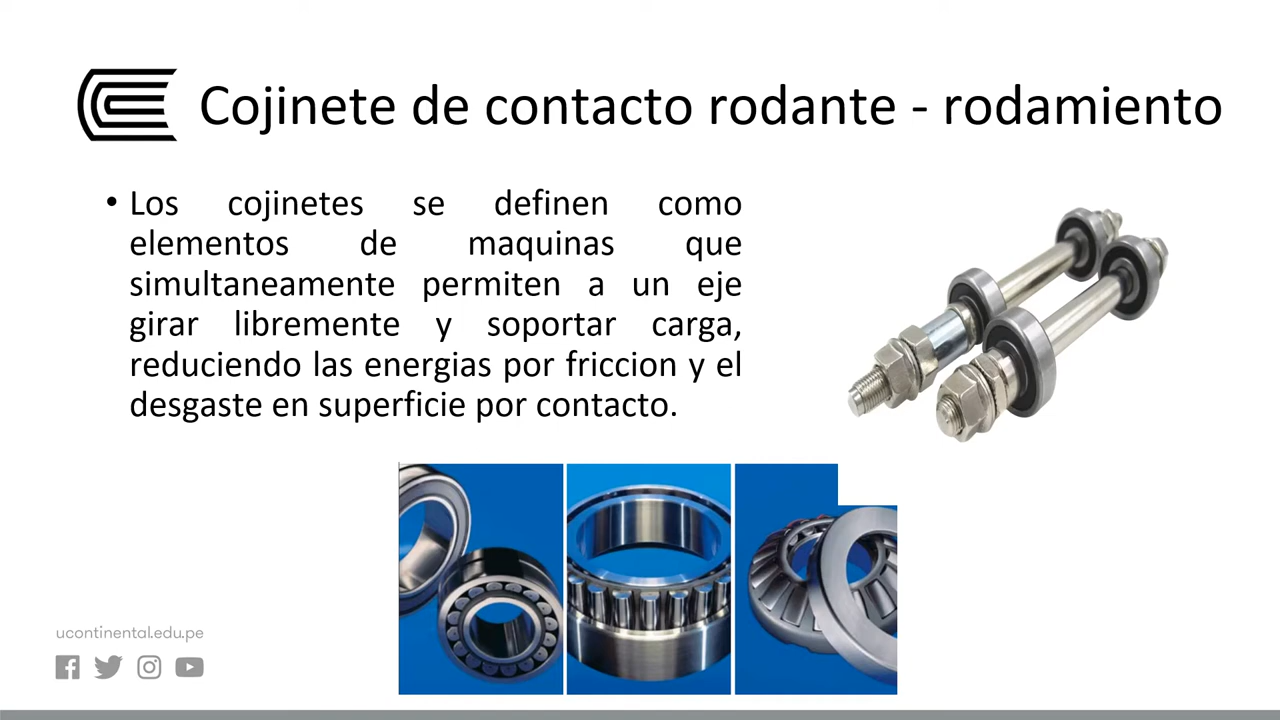 Cojinete de contacto rodante - rodamiento
• Los cojinetes se definen como
elementos de maquinas que
simultaneamente permiten a un eje
girar libremente y soportar carga,
reduciendo las energias por friccion y el
desgaste en superficie por contacto.
ucontinental.edu.pe